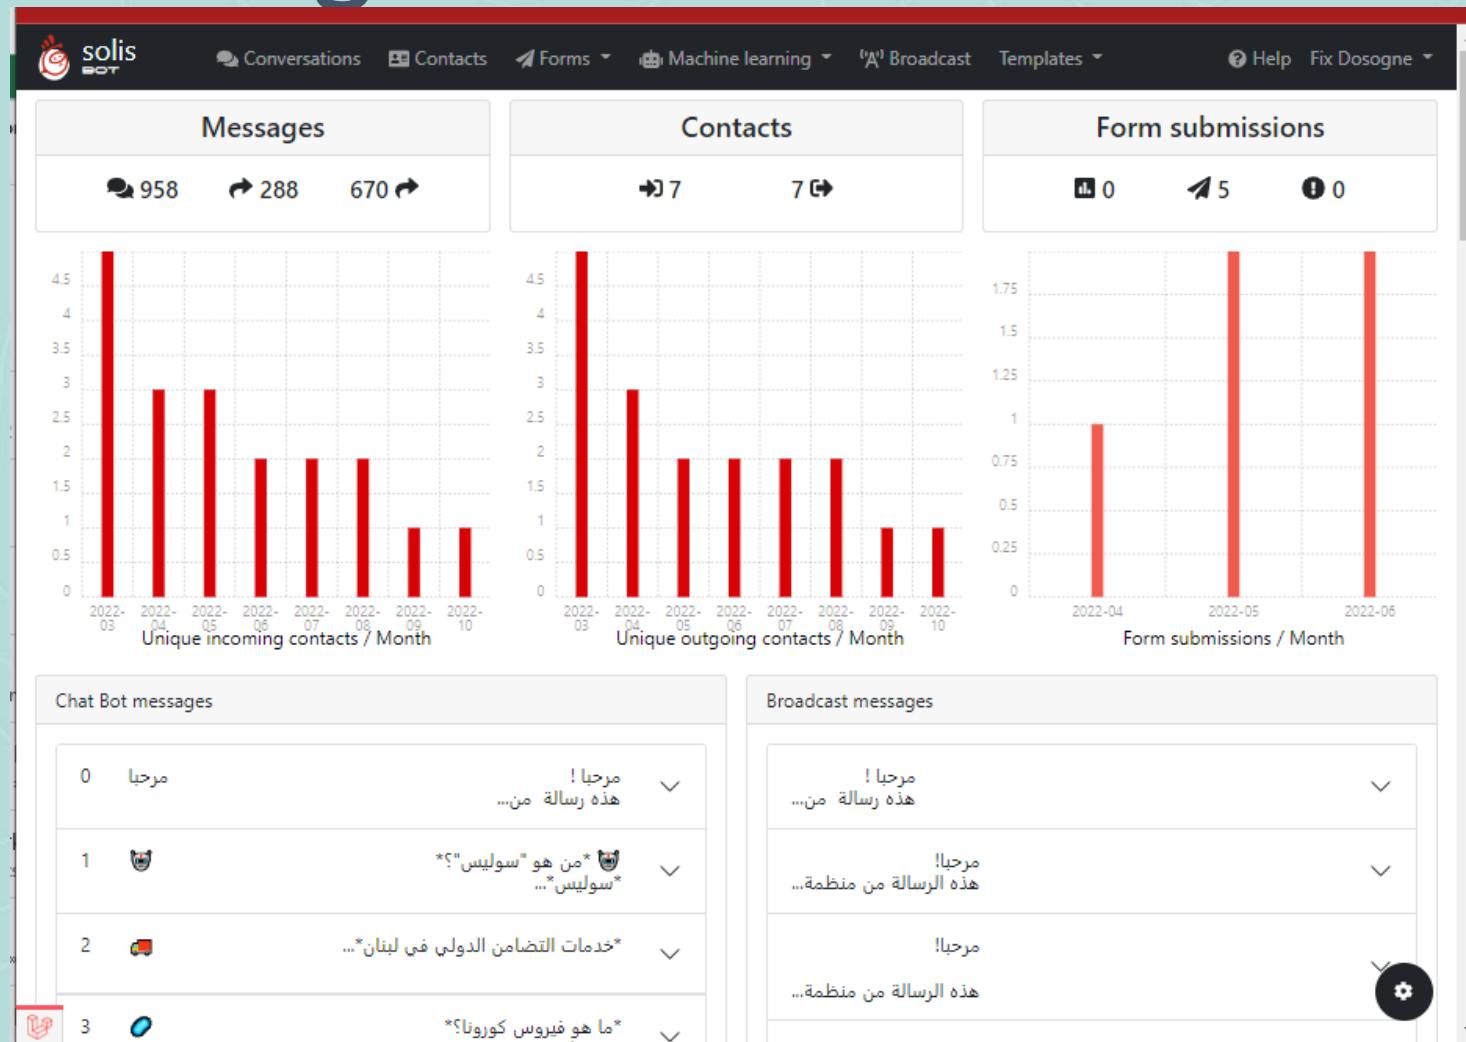 solis
BOT
Conversations Contacts Forms Machine learning Broadcast Templates Help Fix Dosogne
Messages
958 288 670
Contacts
7 7
Form submissions
0 5 0
4.5
4
3.5
3
2.5
2
1.5
1
0.5
0
2022-03 2022-04 2022-05 2022-06 2022-07 2022-08 2022-09 2022-10
Unique incoming contacts / Month
4.5
4
3.5
3
2.5
2
1.5
1
0.5
0
2022-03 2022-04 2022-05 2022-06 2022-07 2022-08 2022-09 2022-10
Unique outgoing contacts / Month
1.75
1.5
1.25
1
0.75
0.5
0.25
0
2022-04 2022-05 2022-06
Form submissions / Month
Chat Bot messages
0 مرحبا
مرحبا !
هذه رسالة من...
1
*من هو "سوليس"؟*
*سوليس*...
2
*خدمات التضامن الدولي في لبنان*...
3
*ما هو فيروس كورونا؟*
Broadcast messages
مرحبا !
هذه رسالة من...
مرحبا!
هذه الرسالة من منظمة...
مرحبا!
هذه الرسالة من منظمة...